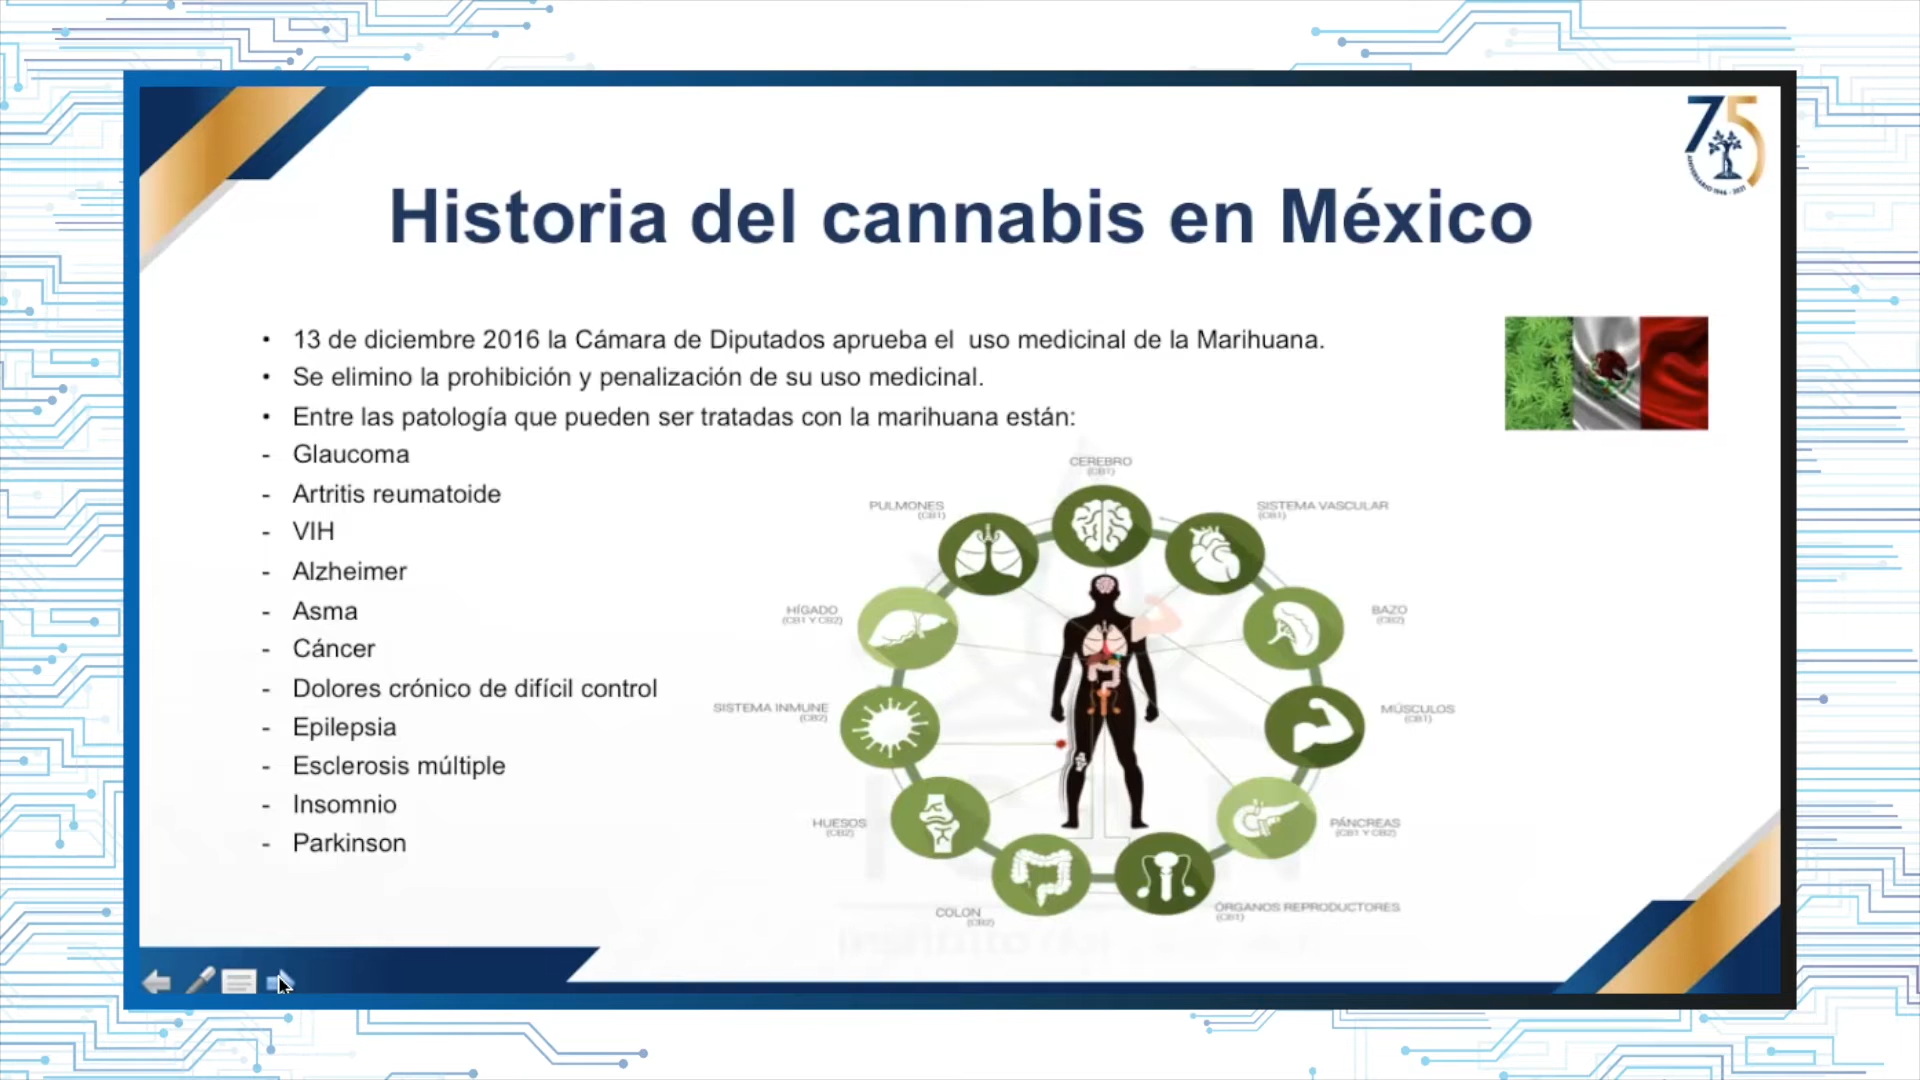 75
ANIVERSARIO 1946 - 2021
Historia del cannabis en México
• 13 de diciembre 2016 la Cámara de Diputados aprueba el  uso medicinal de la Marihuana.
• Se elimino la prohibición y penalización de su uso medicinal.
• Entre las patología que pueden ser tratadas con la marihuana están:
- Glaucoma
- Artritis reumatoide
- VIH
- Alzheimer
- Asma
- Cáncer
- Dolores crónico de difícil control
- Epilepsia
- Esclerosis múltiple
- Insomnio
- Parkinson
CEREBRO
(CB1)
PULMONES
(CB1)
SISTEMA VASCULAR
(CB1)
HÍGADO
(CB1 Y CB2)
BAZO
(CB2)
SISTEMA INMUNE
(CB2)
MÚSCULOS
(CB1)
HUESOS
(CB2)
PÁNCREAS
(CB1 Y CB2)
COLON
(CB2)
ÓRGANOS REPRODUCTORES
(CB1)